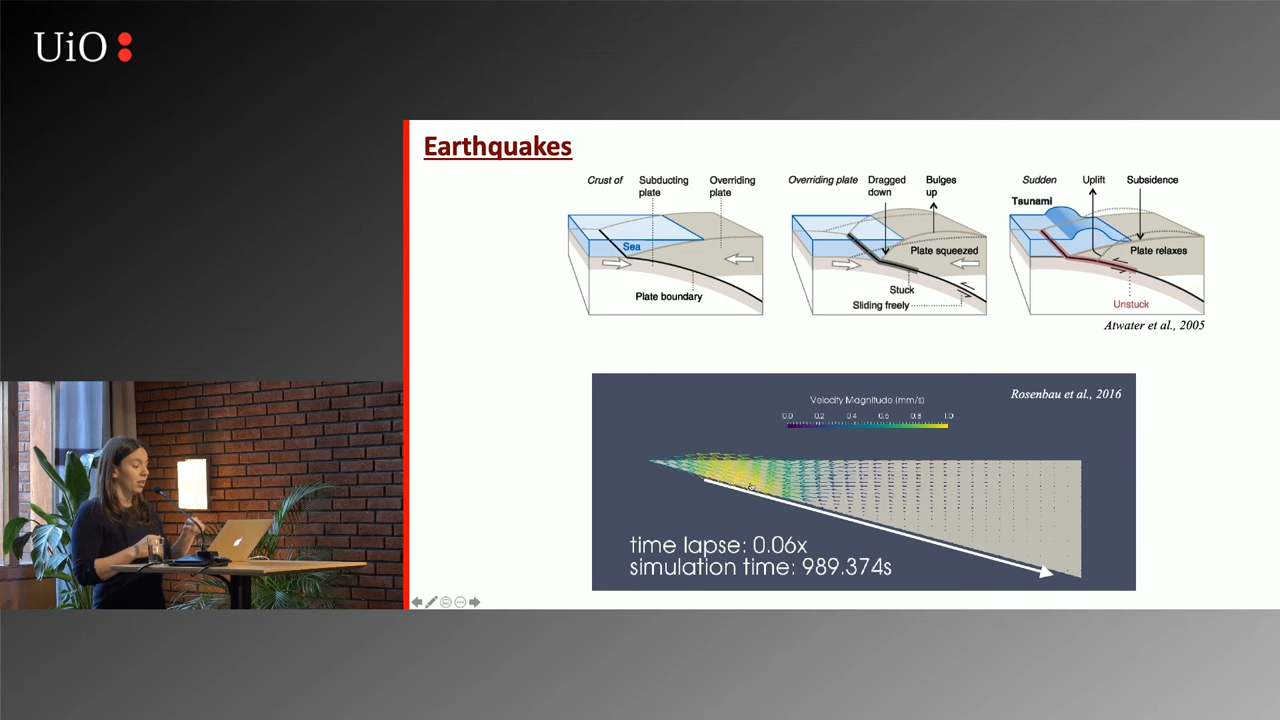 UiO
Earthquakes
Crust of
Subducting
plate
Overriding
plate
Sea
Plate boundary
Overriding plate
Dragged
down
Bulges
up
Plate squeezed
Stuck
Sliding freely
Sudden
Uplift
Subsidence
Tsunami
Plate relaxes
Unstuck
Atwater et al., 2005
Rosenbau et al., 2016
Velocity Magnitude (mm/s)
0.0 0.2 0.4 0.6 0.8 1.0
time lapse: 0.06x
simulation time: 989.374s